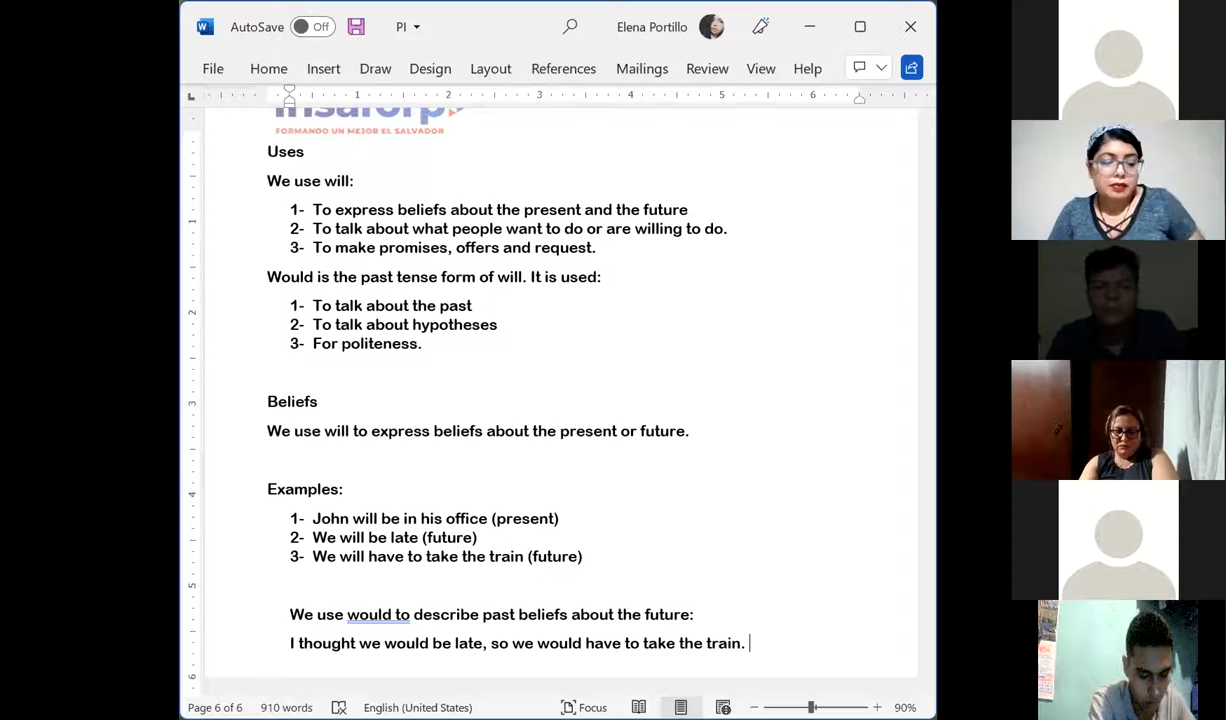 AutoSave Off PI Elena Portillo
File Home Insert Draw Design Layout References Mailings Review View Help
1 2 3 4 5 6
insaforp
FORMANDO UN MEJOR EL SALVADOR
Uses
We use will:
1- To express beliefs about the present and the future
2- To talk about what people want to do or are willing to do.
3- To make promises, offers and request.
Would is the past tense form of will. It is used:
1- To talk about the past
2- To talk about hypotheses
3- For politeness.
Beliefs
We use will to express beliefs about the present or future.
Examples:
1- John will be in his office (present)
2- We will be late (future)
3- We will have to take the train (future)
We use would to describe past beliefs about the future:
I thought we would be late, so we would have to take the train.
Page 6 of 6 910 words English (United States) Focus 90%